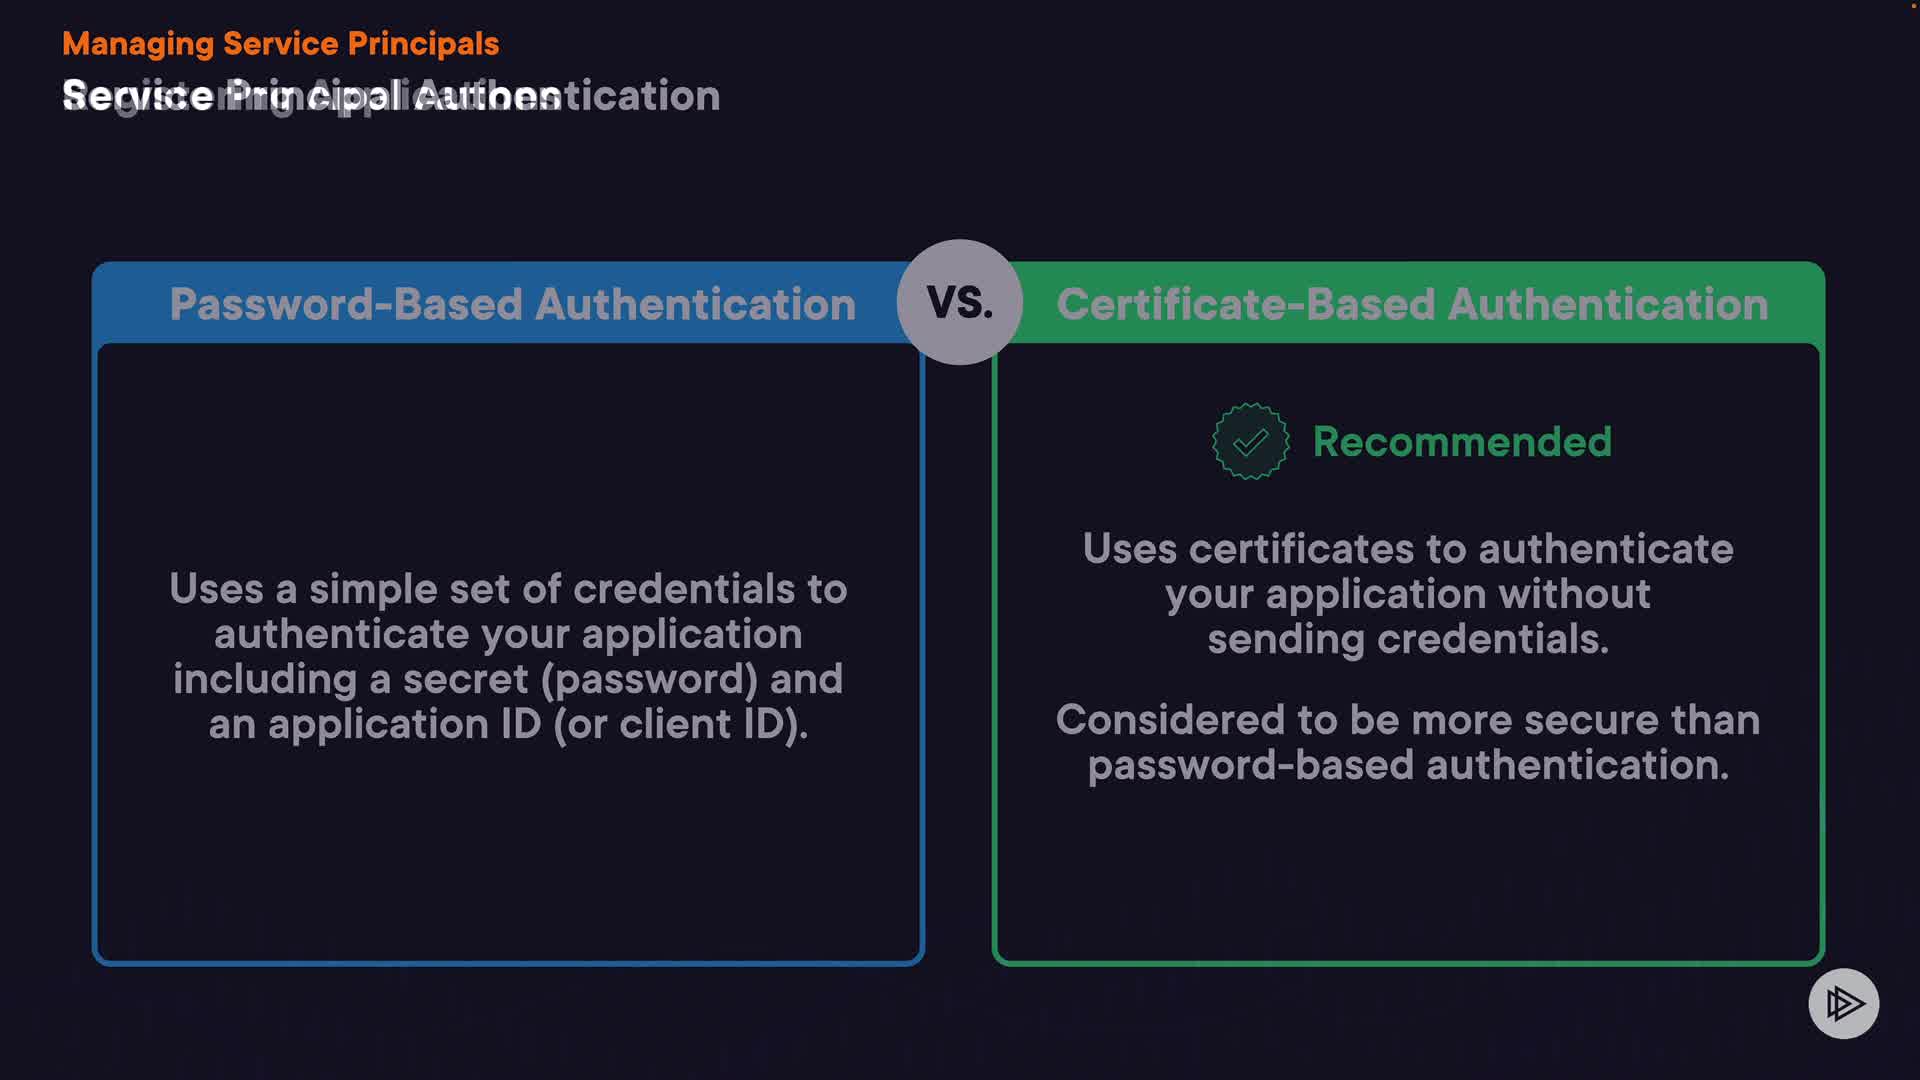 Managing Service Principals
Service Principal Authentication
Password-Based Authentication
VS.
Certificate-Based Authentication
Recommended
Uses a simple set of credentials to
authenticate your application
including a secret (password) and
an application ID (or client ID).
Uses certificates to authenticate
your application without
sending credentials.
Considered to be more secure than
password-based authentication.